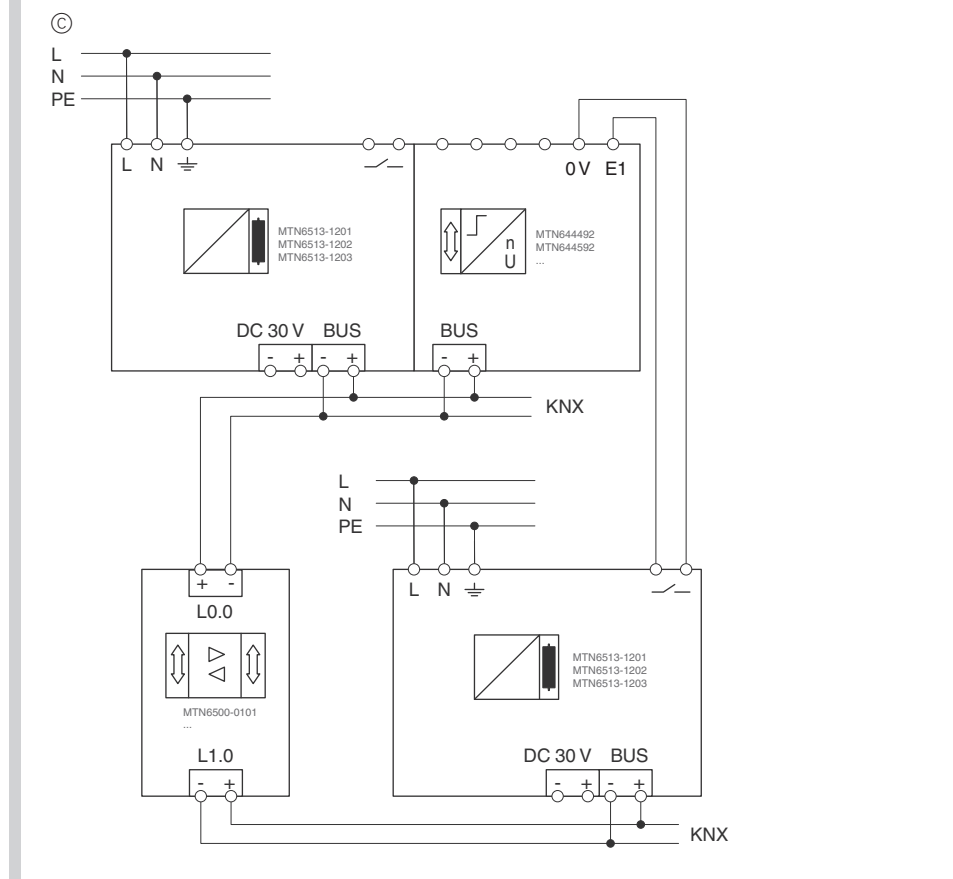 ©
L
N
PE
L N
0 V E1
MTN6513-1201
MTN6513-1202
MTN6513-1203
n
U
MTN644492
MTN644592
...
DC 30 V BUS
- + - +
BUS
- +
KNX
L
N
PE
+ -
L0.0
MTN6500-0101
...
L1.0
- +
L N
MTN6513-1201
MTN6513-1202
MTN6513-1203
DC 30 V BUS
- + - +
KNX